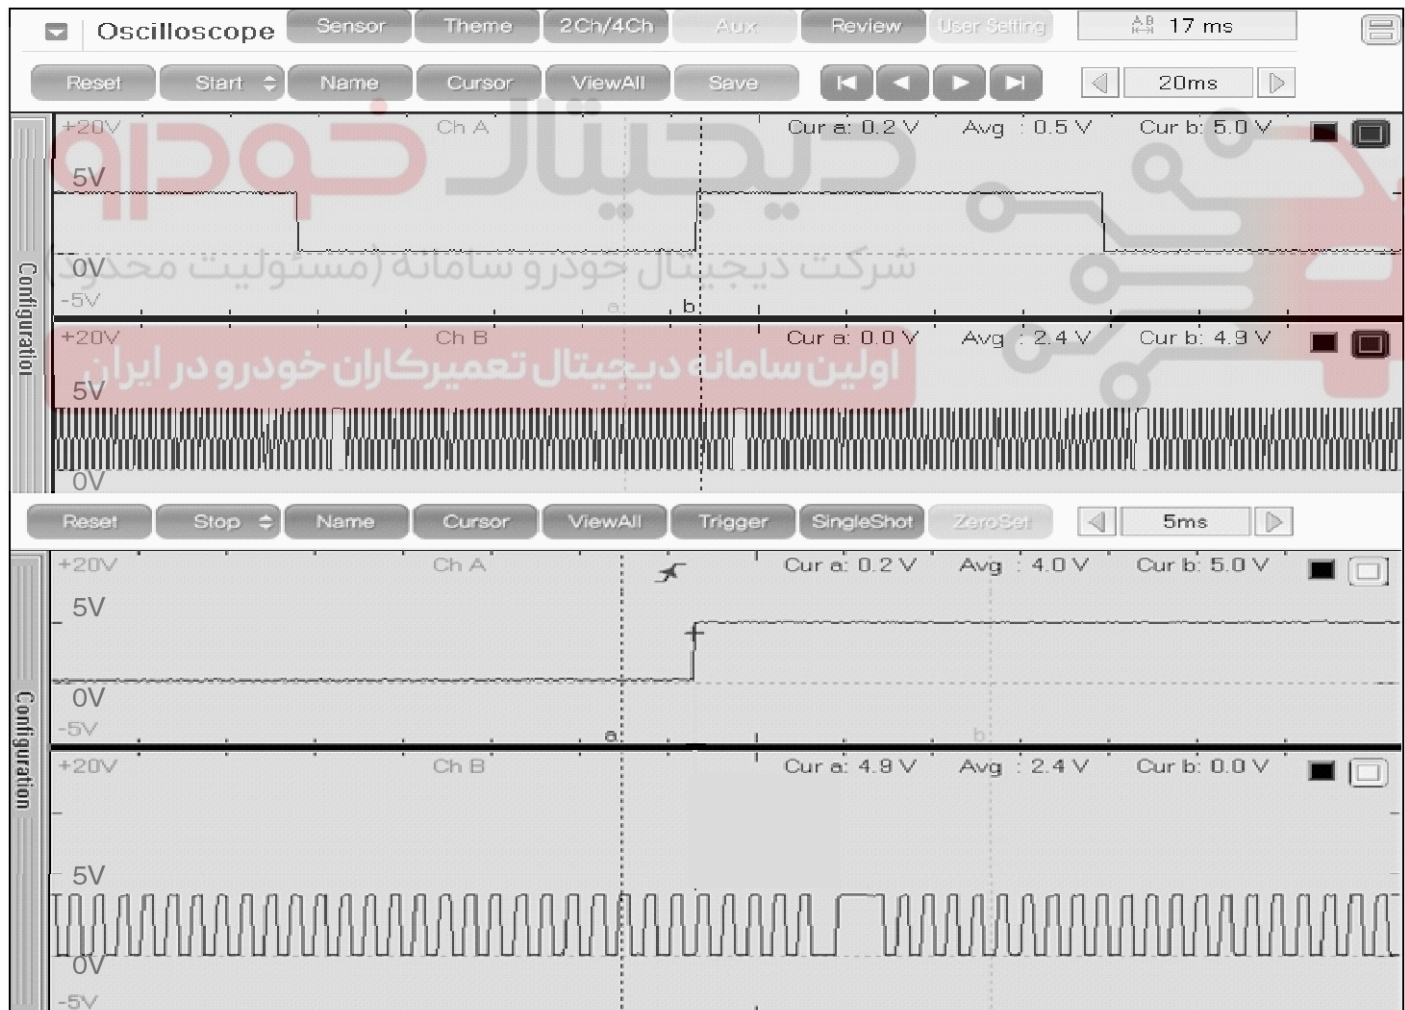 Oscilloscope Sensor Theme 2Ch/4Ch Aux Review User Setting A B 17 ms
Reset Start Name Cursor ViewAll Save 20ms
+20V Ch A Cur a: 0.2 V Avg : 0.5 V Cur b: 5.0 V
دیجیتال خودرو
5V
شرکت دیجیتال خودرو سامانه (مسئولیت محدود)
0V
-5V a b
+20V Ch B Cur a: 0.0 V Avg : 2.4 V Cur b: 4.9 V
اولین سامانه دیجیتال تعمیرکاران خودرو در ایران
5V
0V
Configuration
Reset Stop Name Cursor ViewAll Trigger SingleShot ZeroSet 5ms
+20V Ch A Cur a: 0.2 V Avg : 4.0 V Cur b: 5.0 V
5V
0V
-5V a b
+20V Ch B Cur a: 4.9 V Avg : 2.4 V Cur b: 0.0 V
5V
0V
-5V
Configuration